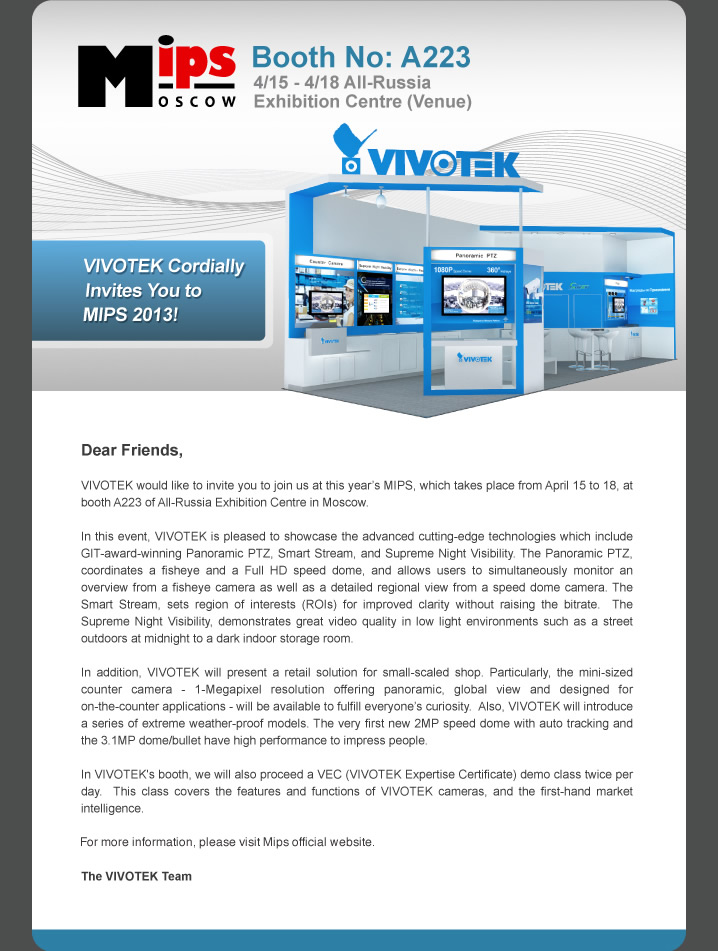 Mips
MOSCOW
Booth No: A223
4/15 - 4/18 All-Russia
Exhibition Centre (Venue)
VIVOTEK
VIVOTEK Cordially
Invites You to
MIPS 2013!
Counter Camera
Panoramic PTZ
1080P Speed Dome 360°
VIVOTEK
VIVOTEK
Dear Friends,
VIVOTEK would like to invite you to join us at this year's MIPS, which takes place from April 15 to 18, at
booth A223 of All-Russia Exhibition Centre in Moscow.
In this event, VIVOTEK is pleased to showcase the advanced cutting-edge technologies which include
GIT-award-winning Panoramic PTZ, Smart Stream, and Supreme Night Visibility. The Panoramic PTZ,
coordinates a fisheye and a Full HD speed dome, and allows users to simultaneously monitor an
overview from a fisheye camera as well as a detailed regional view from a speed dome camera. The
Smart Stream, sets region of interests (ROIs) for improved clarity without raising the bitrate.  The
Supreme Night Visibility, demonstrates great video quality in low light environments such as a street
outdoors at midnight to a dark indoor storage room.
In addition, VIVOTEK will present a retail solution for small-scaled shop. Particularly, the mini-sized
counter camera - 1-Megapixel resolution offering panoramic, global view and designed for
on-the-counter applications - will be available to fulfill everyone's curiosity.  Also, VIVOTEK will introduce
a series of extreme weather-proof models. The very first new 2MP speed dome with auto tracking and
the 3.1MP dome/bullet have high performance to impress people.
In VIVOTEK's booth, we will also proceed a VEC (VIVOTEK Expertise Certificate) demo class twice per
day.  This class covers the features and functions of VIVOTEK cameras, and the first-hand market
intelligence.
For more information, please visit Mips official website.
The VIVOTEK Team